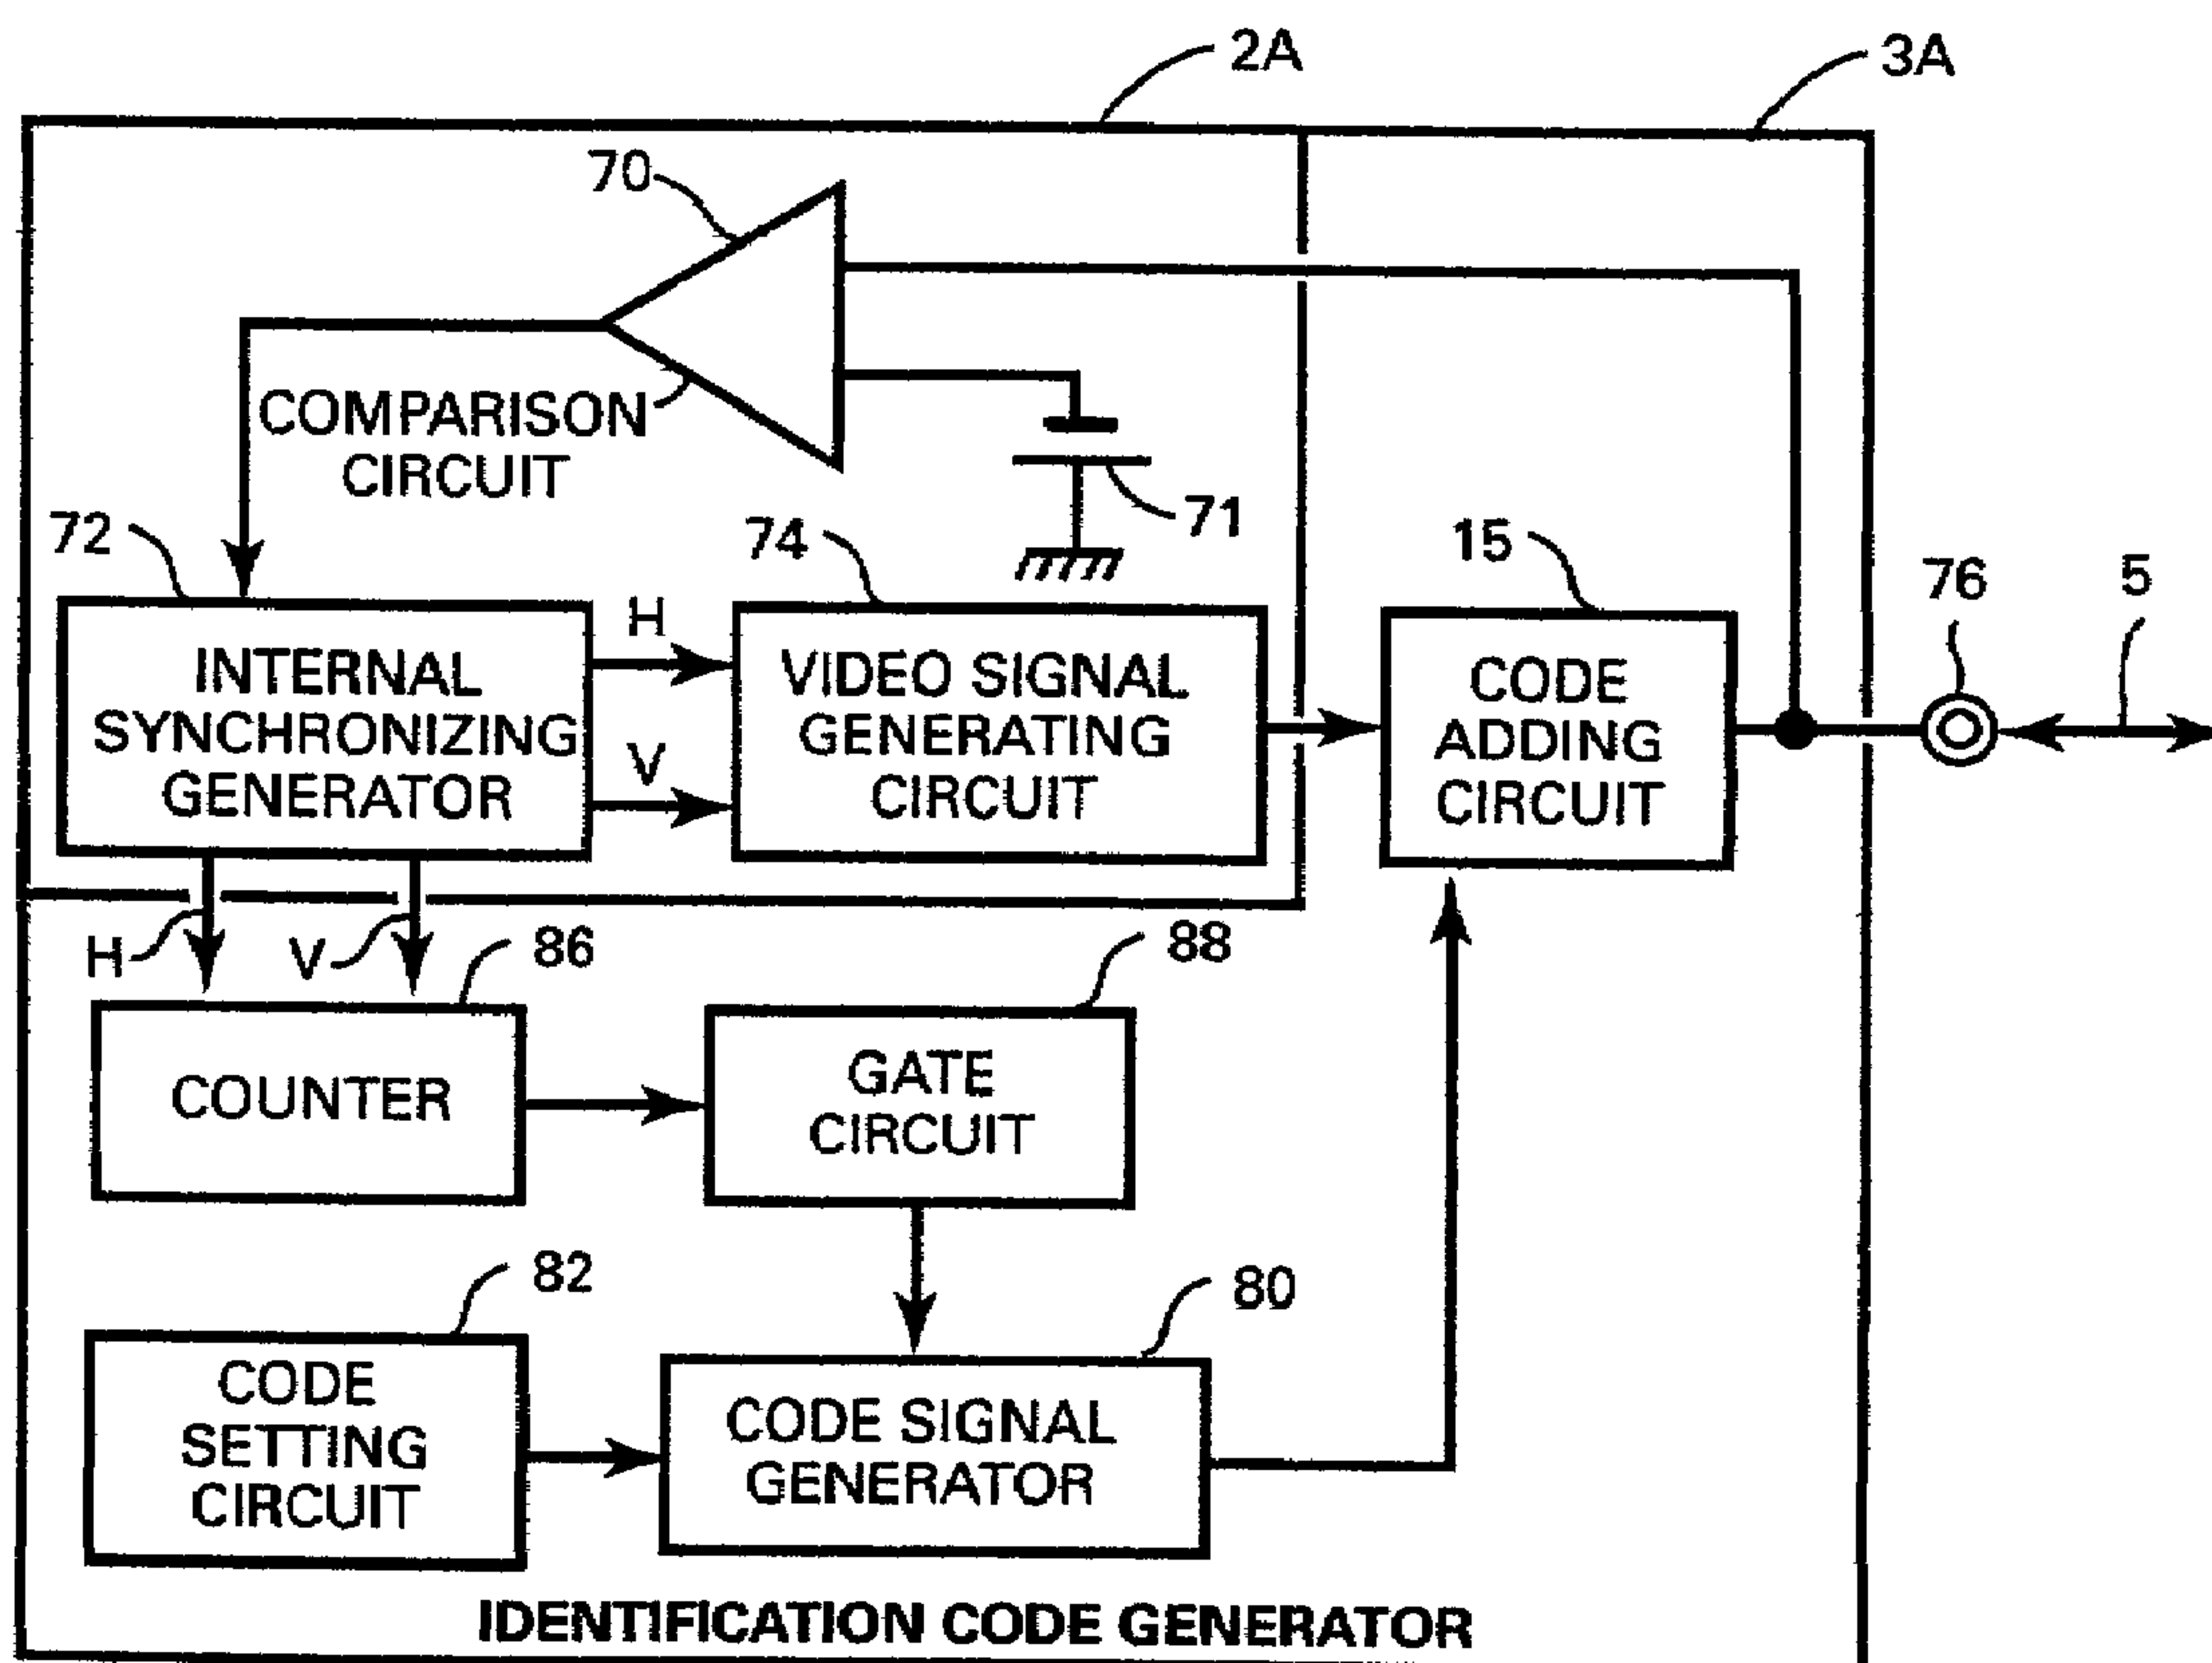 2A
3A
70
COMPARISON
CIRCUIT
71
72
74
15
76
5
INTERNAL
SYNCHRONIZING
GENERATOR
H
V
VIDEO SIGNAL
GENERATING
CIRCUIT
CODE
ADDING
CIRCUIT
H
V
86
88
COUNTER
GATE
CIRCUIT
82
80
CODE
SETTING
CIRCUIT
CODE SIGNAL
GENERATOR
IDENTIFICATION CODE GENERATOR